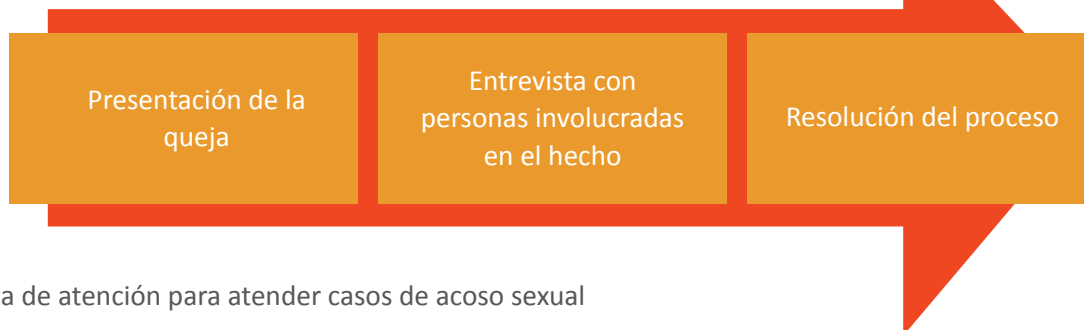 Presentación de la
queja
Entrevista con
personas involucradas
en el hecho
Resolución del proceso
a de atención para atender casos de acoso sexual